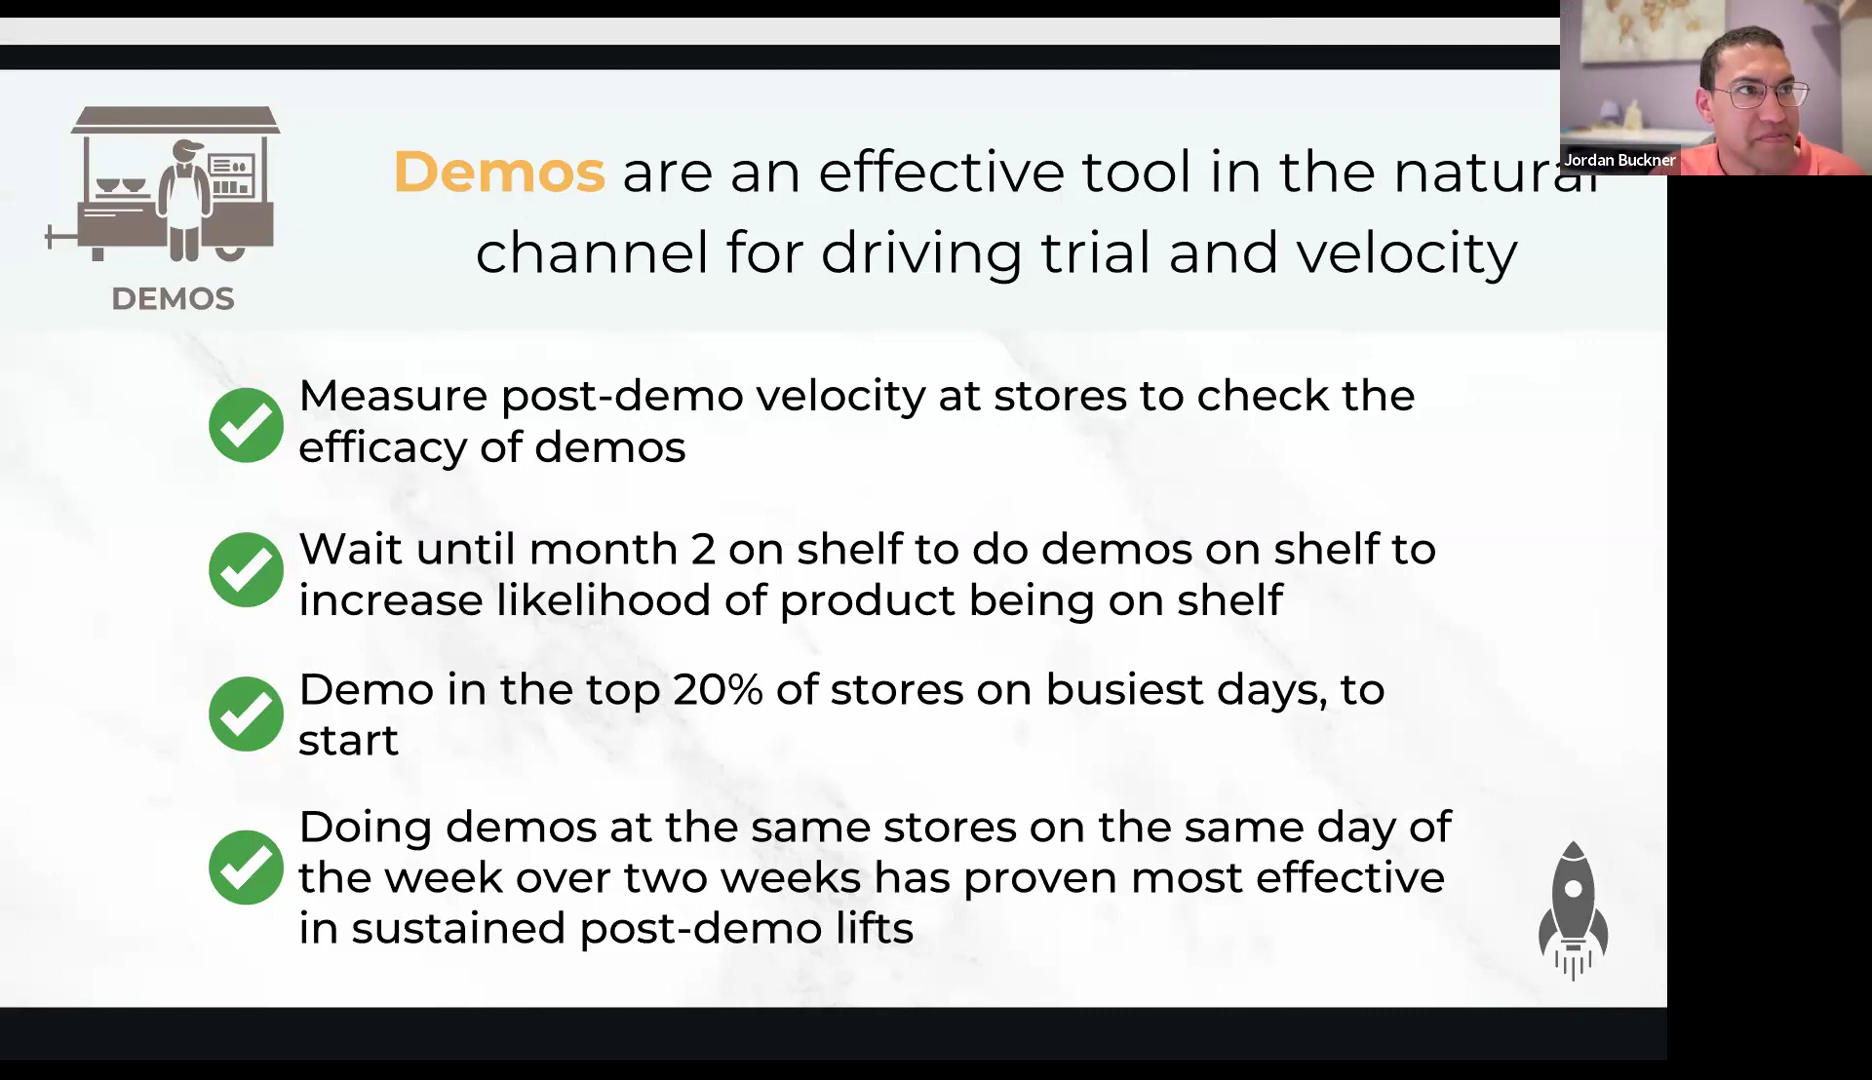 Demos are an effective tool in the natural
channel for driving trial and velocity
DEMOS
Measure post-demo velocity at stores to check the
efficacy of demos
Wait until month 2 on shelf to do demos on shelf to
increase likelihood of product being on shelf
Demo in the top 20% of stores on busiest days, to
start
Doing demos at the same stores on the same day of
the week over two weeks has proven most effective
in sustained post-demo lifts
Jordan Buckner